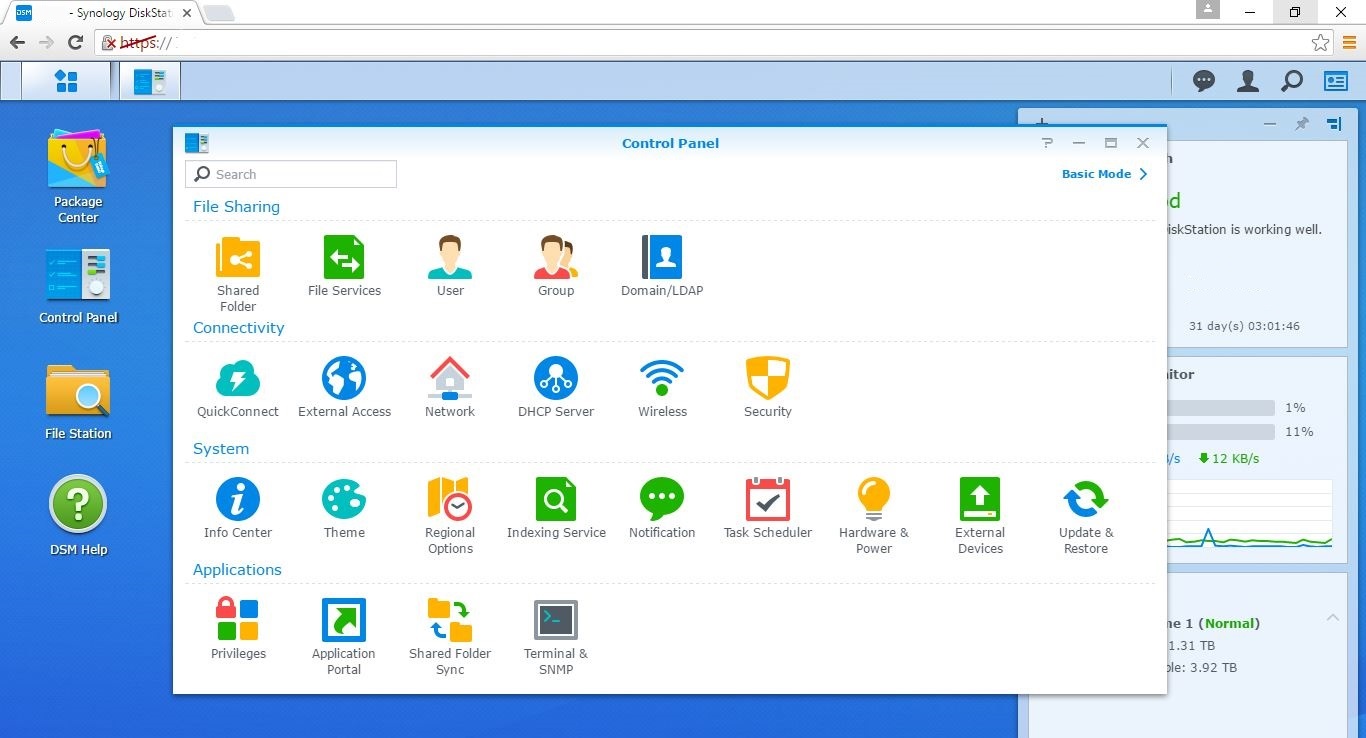 DSM
- Synology DiskStat
https://
Control Panel
Search
Basic Mode
File Sharing
Shared
Folder
File Services
User
Group
Domain/LDAP
Connectivity
QuickConnect
External Access
Network
DHCP Server
Wireless
Security
System
Info Center
Theme
Regional
Options
Indexing Service
Notification
Task Scheduler
Hardware &
Power
External
Devices
Update &
Restore
Applications
Privileges
Application
Portal
Shared Folder
Sync
Terminal &
SNMP
Package
Center
Control Panel
File Station
DSM Help
n
d
iskStation is working well.
31 day(s) 03:01:46
nitor
1%
11%
B/s
12 KB/s
ne 1 (Normal)
1.31 TB
ple: 3.92 TB